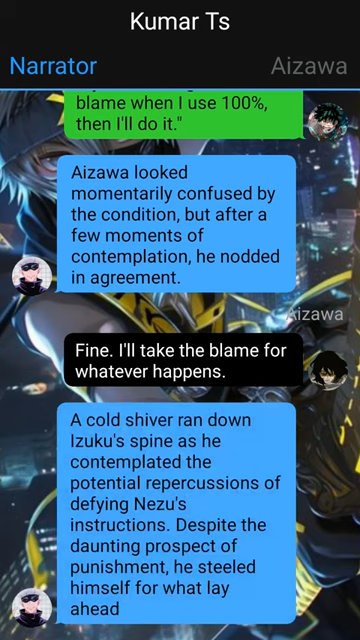 Kumar Ts
Narrator
Aizawa
blame when I use 100%,
then I'll do it."
Aizawa looked
momentarily confused by
the condition, but after a
few moments of
contemplation, he nodded
in agreement.
Aizawa
Fine. I'll take the blame for
whatever happens.
A cold shiver ran down
Izuku's spine as he
contemplated the
potential repercussions of
defying Nezu's
instructions. Despite the
daunting prospect of
punishment, he steeled
himself for what lay
ahead